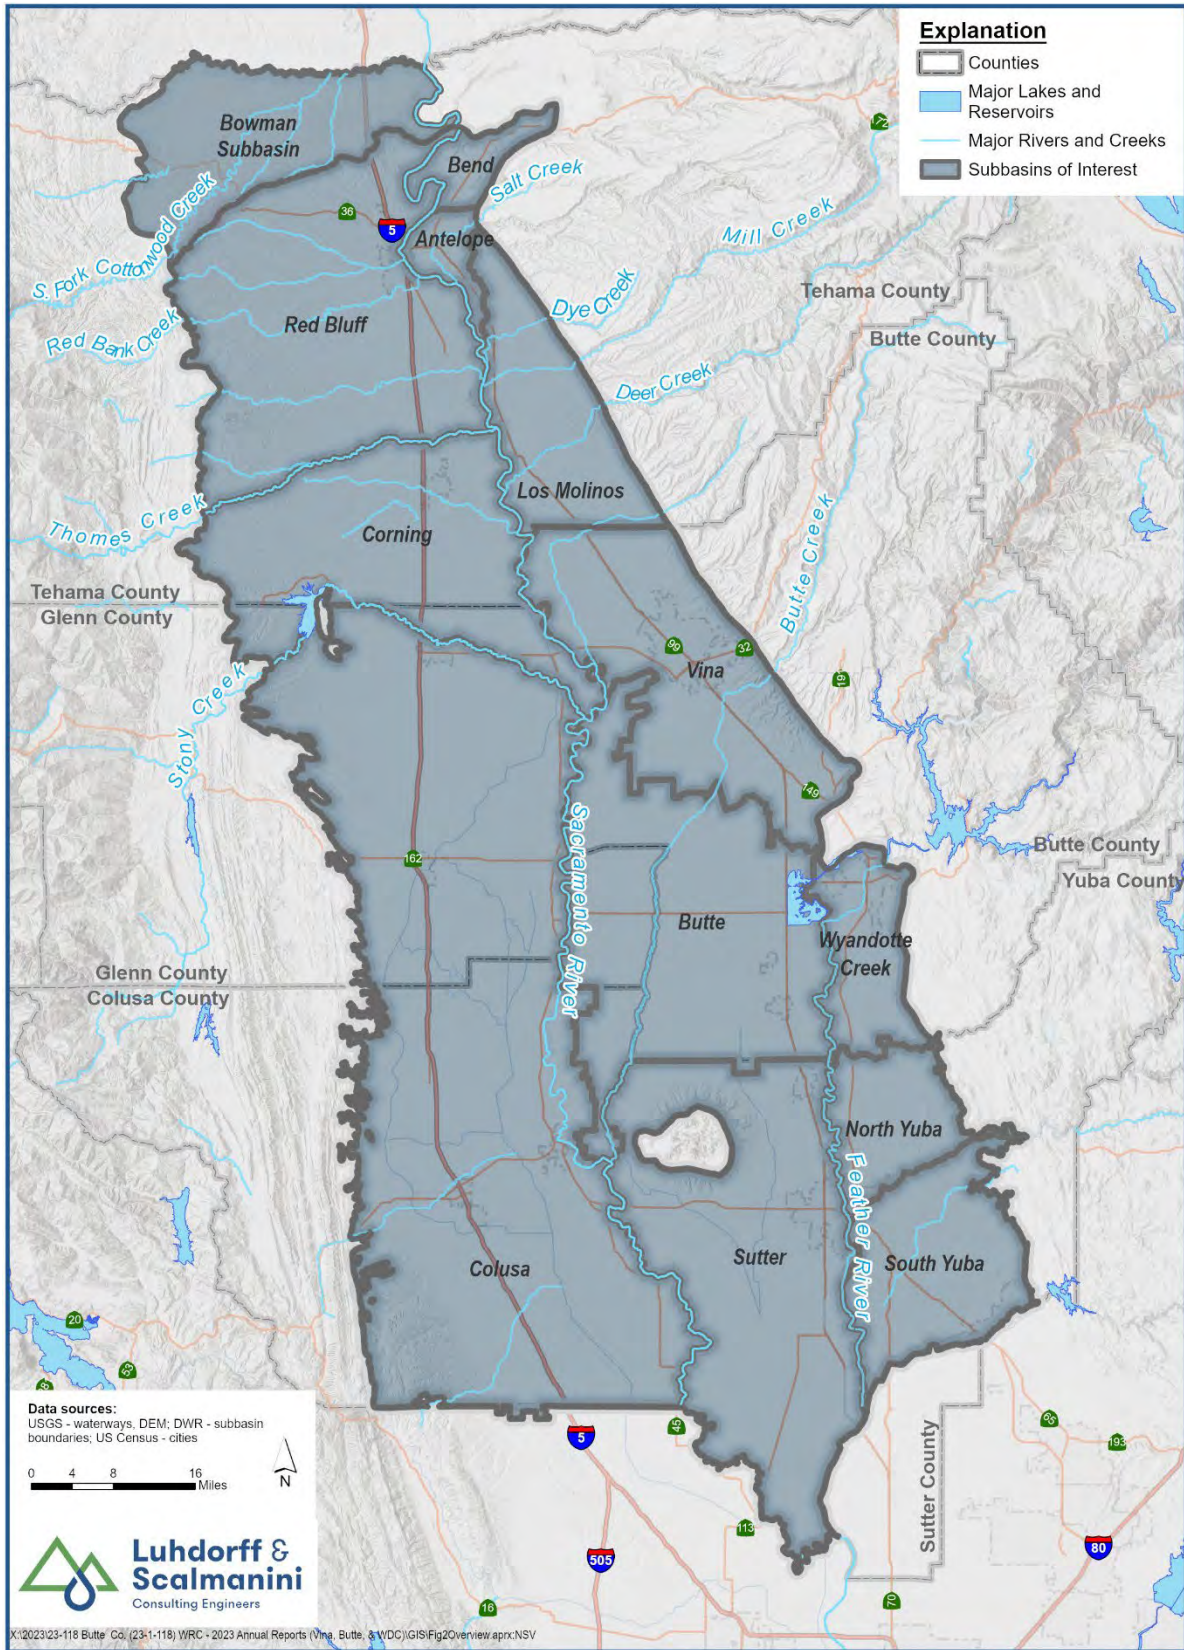 Explanation
Counties
Major Lakes and
Reservoirs
Major Rivers and Creeks
Subbasins of Interest
Bowman
Subbasin
Bend
Salt Creek
36
5
Antelope
Mill Creek
S. Fork Cottonwood Creek
Dye Creek
Tehama County
Butte County
Red Bank Creek
Red Bluff
Deer Creek
Los Molinos
Thomes Creek
Corning
Butte Creek
Tehama County
Glenn County
99
32
Vina
191
Stony Creek
149
Sacramento River
162
Butte County
Yuba County
Butte
Wyandotte
Creek
Glenn County
Colusa County
North Yuba
Feather River
Colusa
Sutter
South Yuba
20
53
Data sources:
USGS - waterways, DEM; DWR - subbasin
boundaries; US Census - cities
0 4 8 16
Miles
N
5
45
65
193
Sutter County
113
505
80
70
16
Luhdorff &
Scalmanini
Consulting Engineers
X:\2023\23-118 Butte Co. (23-1-118) WRC - 2023 Annual Reports (Vina, Butte, & WDC)\GIS\Fig2Overview.aprx:NSV